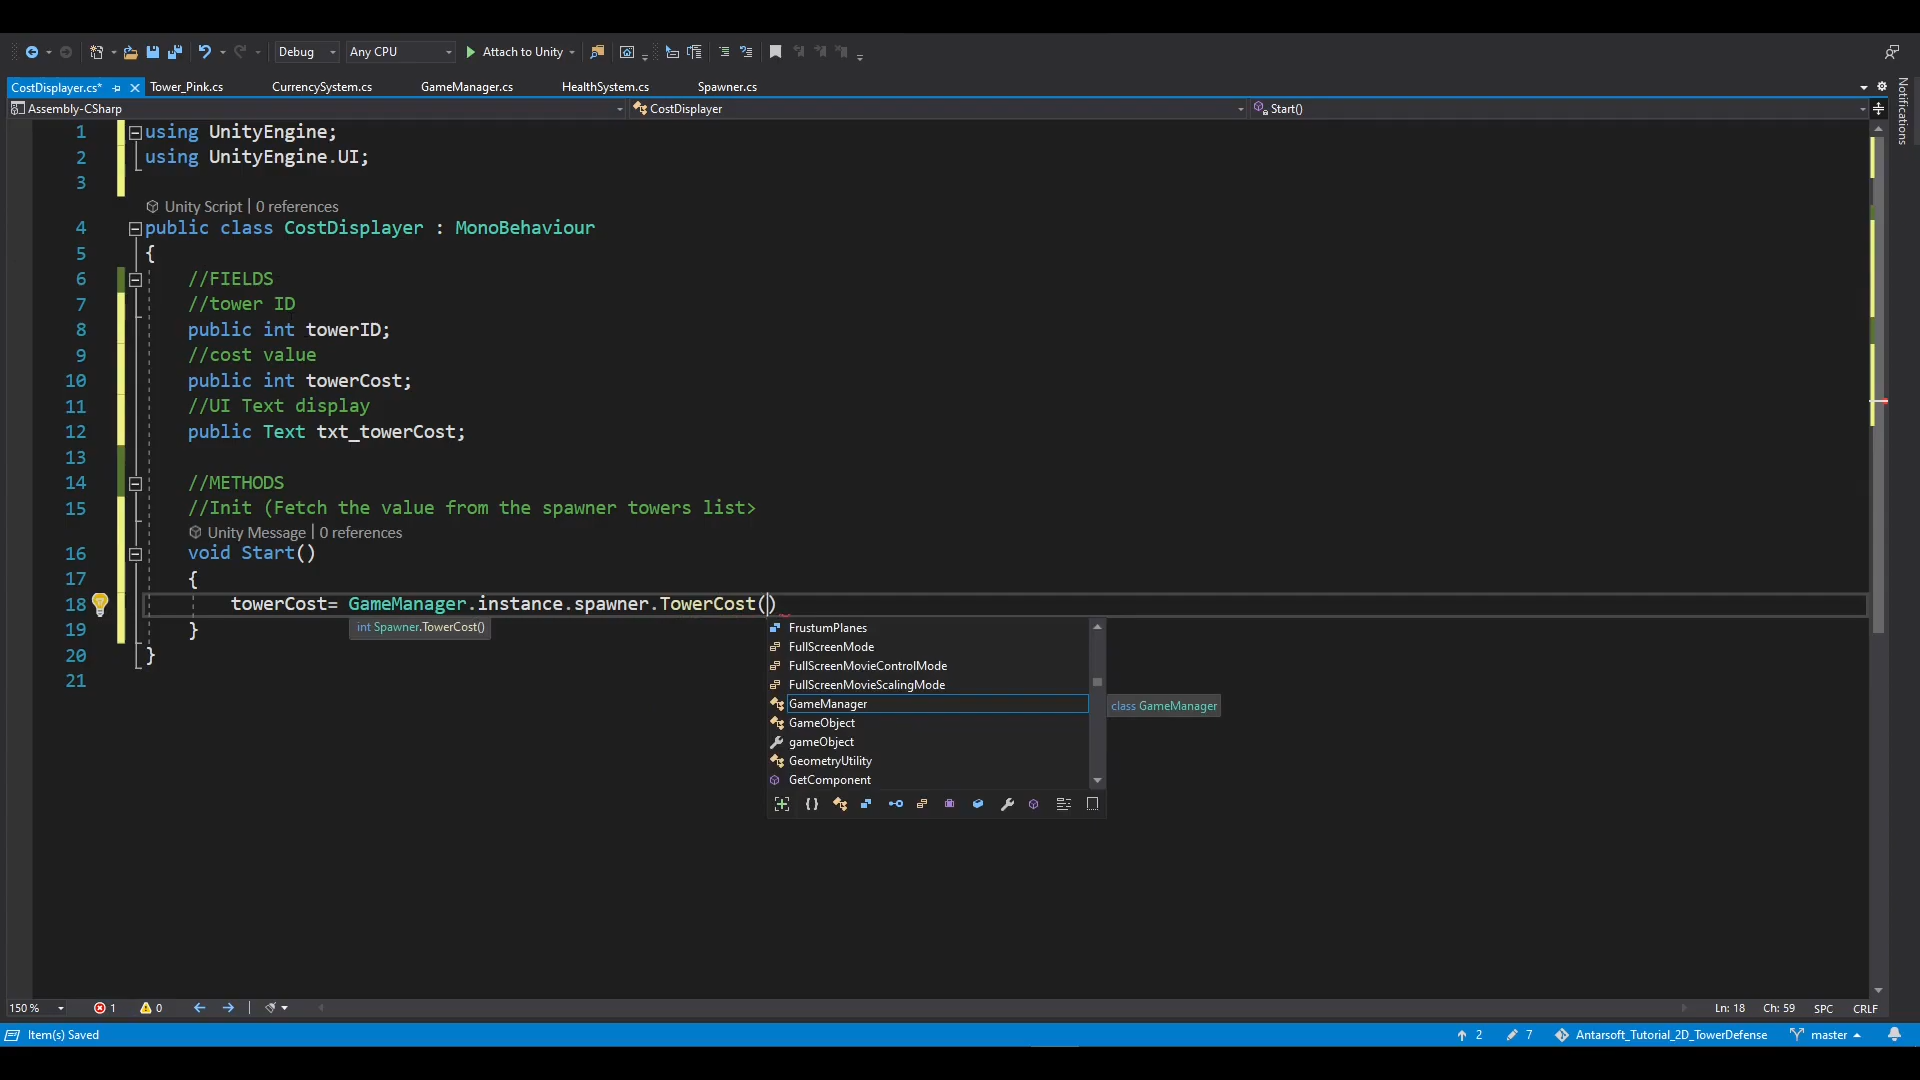 Debug Any CPU Attach to Unity
CostDisplayer.cs* Tower_Pink.cs CurrencySystem.cs GameManager.cs HealthSystem.cs Spawner.cs
Assembly-CSharp CostDisplayer Start()
Notifications
1 using UnityEngine;
2 using UnityEngine.UI;
3
Unity Script | 0 references
4 public class CostDisplayer : MonoBehaviour
5 {
6 //FIELDS
7 //tower ID
8 public int towerID;
9 //cost value
10 public int towerCost;
11 //UI Text display
12 public Text txt_towerCost;
13
14 //METHODS
15 //Init (Fetch the value from the spawner towers list>
Unity Message | 0 references
16 void Start()
17 {
18 towerCost= GameManager.instance.spawner.TowerCost()
19 }
int Spawner.TowerCost()
20 }
21
FrustumPlanes
FullScreenMode
FullScreenMovieControlMode
FullScreenMovieScalingMode
GameManager
class GameManager
GameObject
gameObject
GeometryUtility
GetComponent
150 % 1 0 Ln: 18 Ch: 59 SPC CRLF
Item(s) Saved 2 7 Antarsoft_Tutorial_2D_TowerDefense master